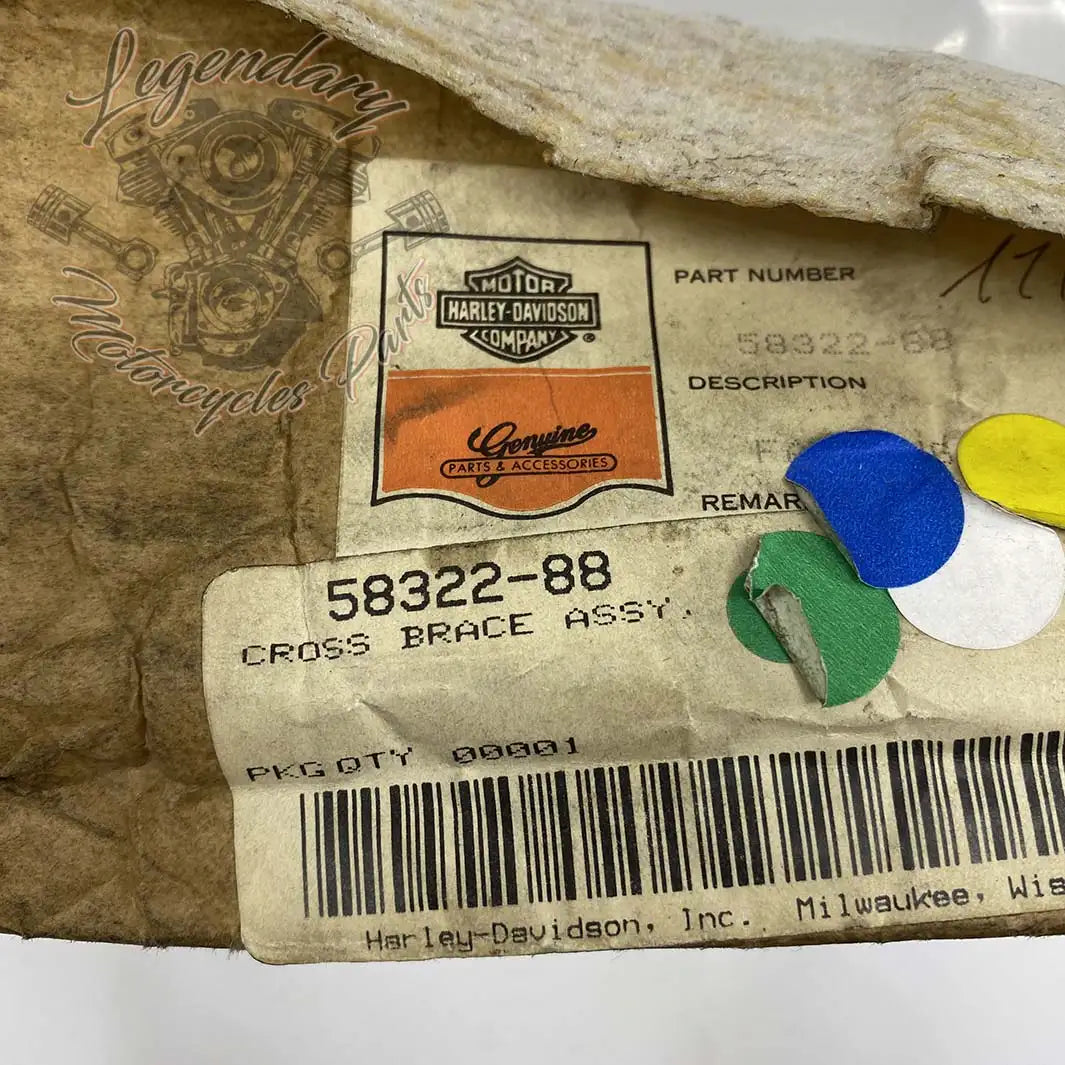 Legendary
Motorcycles Parts
MOTOR
HARLEY-DAVIDSON
COMPANY
®
Genuine
PARTS & ACCESSORIES
PART NUMBER
58322-88
DESCRIPTION
REMAR
58322-88
CROSS BRACE ASSY.
PKG QTY 00001
Harley-Davidson, Inc. Milwaukee, Wis